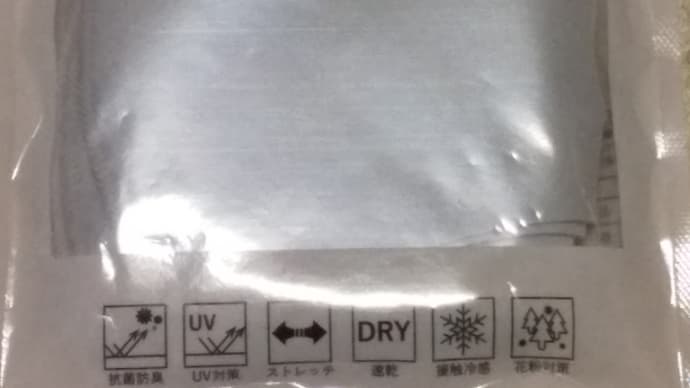 UV
DRY
抗菌防臭
UV対策
ストレッチ
速乾
接触冷感
花粉対策